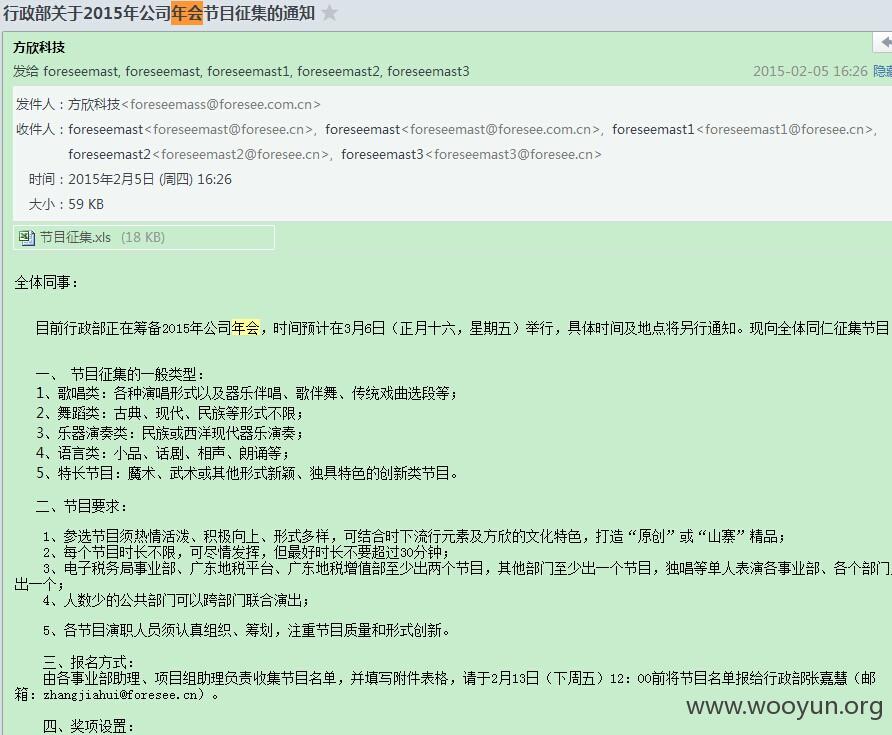 行政部关于2015年公司年会节目征集的通知
方欣科技
发给 foreseemast, foreseemast, foreseemast1, foreseemast2, foreseemast3
2015-02-05 16:26 隐藏
发件人：方欣科技<foreseemass@foresee.com.cn>
收件人：foreseemast<foreseemast@foresee.cn>, foreseemast<foreseemast@foresee.com.cn>, foreseemast1<foreseemast1@foresee.cn>,
foreseemast2<foreseemast2@foresee.cn>, foreseemast3<foreseemast3@foresee.cn>
时间：2015年2月5日 (周四) 16:26
大小：59 KB
节目征集.xls (18 KB)
全体同事：
目前行政部正在筹备2015年公司年会，时间预计在3月6日（正月十六，星期五）举行，具体时间及地点将另行通知。现向全体同仁征集节目
一、 节目征集的一般类型：
1、歌唱类：各种演唱形式以及器乐伴唱、歌伴舞、传统戏曲选段等；
2、舞蹈类：古典、现代、民族等形式不限；
3、乐器演奏类：民族或西洋现代器乐演奏；
4、语言类：小品、话剧、相声、朗诵等；
5、特长节目：魔术、武术或其他形式新颖、独具特色的创新类节目。
二、节目要求：
1、参选节目须热情活泼、积极向上、形式多样，可结合时下流行元素及方欣的文化特色，打造“原创”或“山寨”精品；
2、每个节目时长不限，可尽情发挥，但最好时长不要超过30分钟；
3、电子税务局事业部、广东地税平台、广东地税增值部至少出两个节目，其他部门至少出一个节目，独唱等单人表演各事业部、各个部门
出一个；
4、人数少的公共部门可以跨部门联合演出；
5、各节目演职人员须认真组织、筹划，注重节目质量和形式创新。
三、报名方式：
由各事业部助理、项目组助理负责收集节目名单，并填写附件表格，请于2月13日（下周五）12：00前将节目名单报给行政部张嘉慧（邮
箱：zhangjiahui@foresee.cn）。
四、奖项设置：
www.wooyun.org